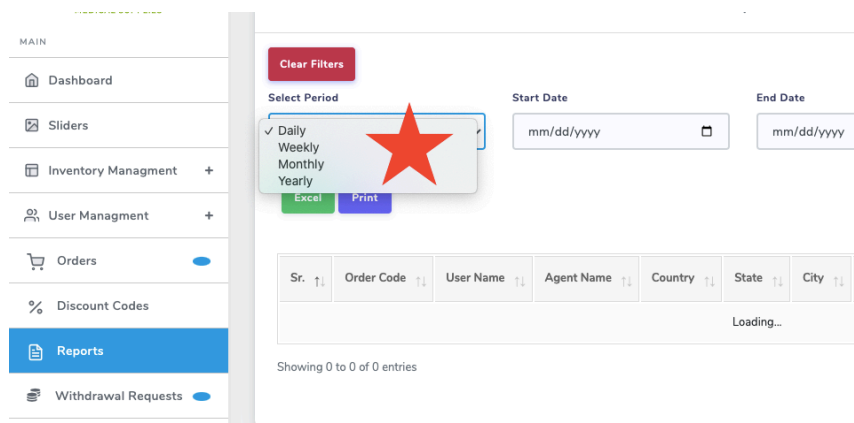 MAIN
Dashboard
Sliders
Inventory Managment +
User Managment +
Orders
Discount Codes
Reports
Withdrawal Requests
Clear Filters
Select Period Start Date End Date
✓ Daily
Weekly
Monthly
Yearly
mm/dd/yyyy mm/dd/yyyy
Excel Print
Sr. Order Code User Name Agent Name Country State City
Loading...
Showing 0 to 0 of 0 entries